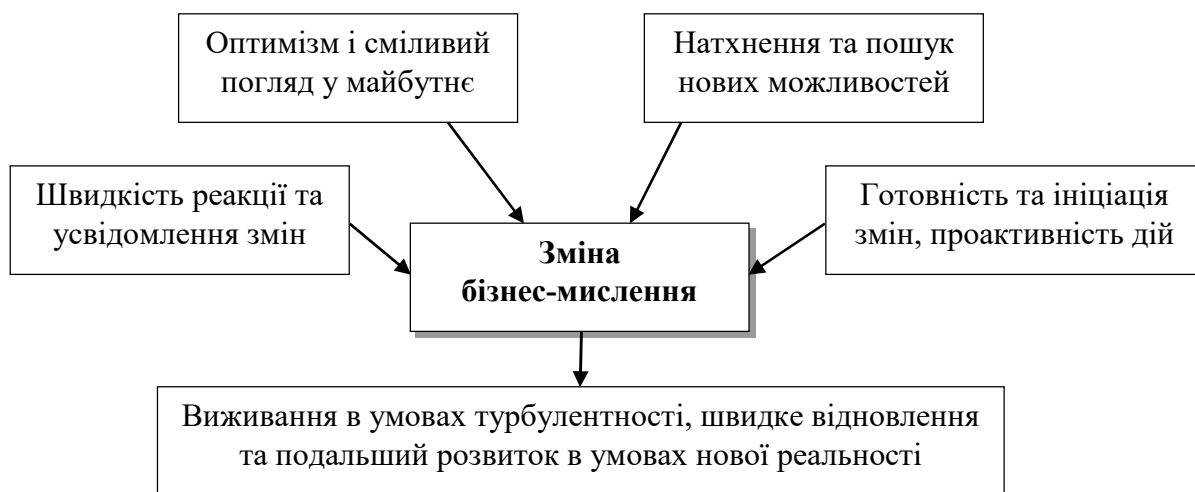 Оптимізм і сміливий
погляд у майбутнє
Натхнення та пошук
нових можливостей
Швидкість реакції та
усвідомлення змін
Готовність та ініціація
змін, проактивність дій
Зміна
бізнес-мислення
Виживання в умовах турбулентності, швидке відновлення
та подальший розвиток в умовах нової реальності